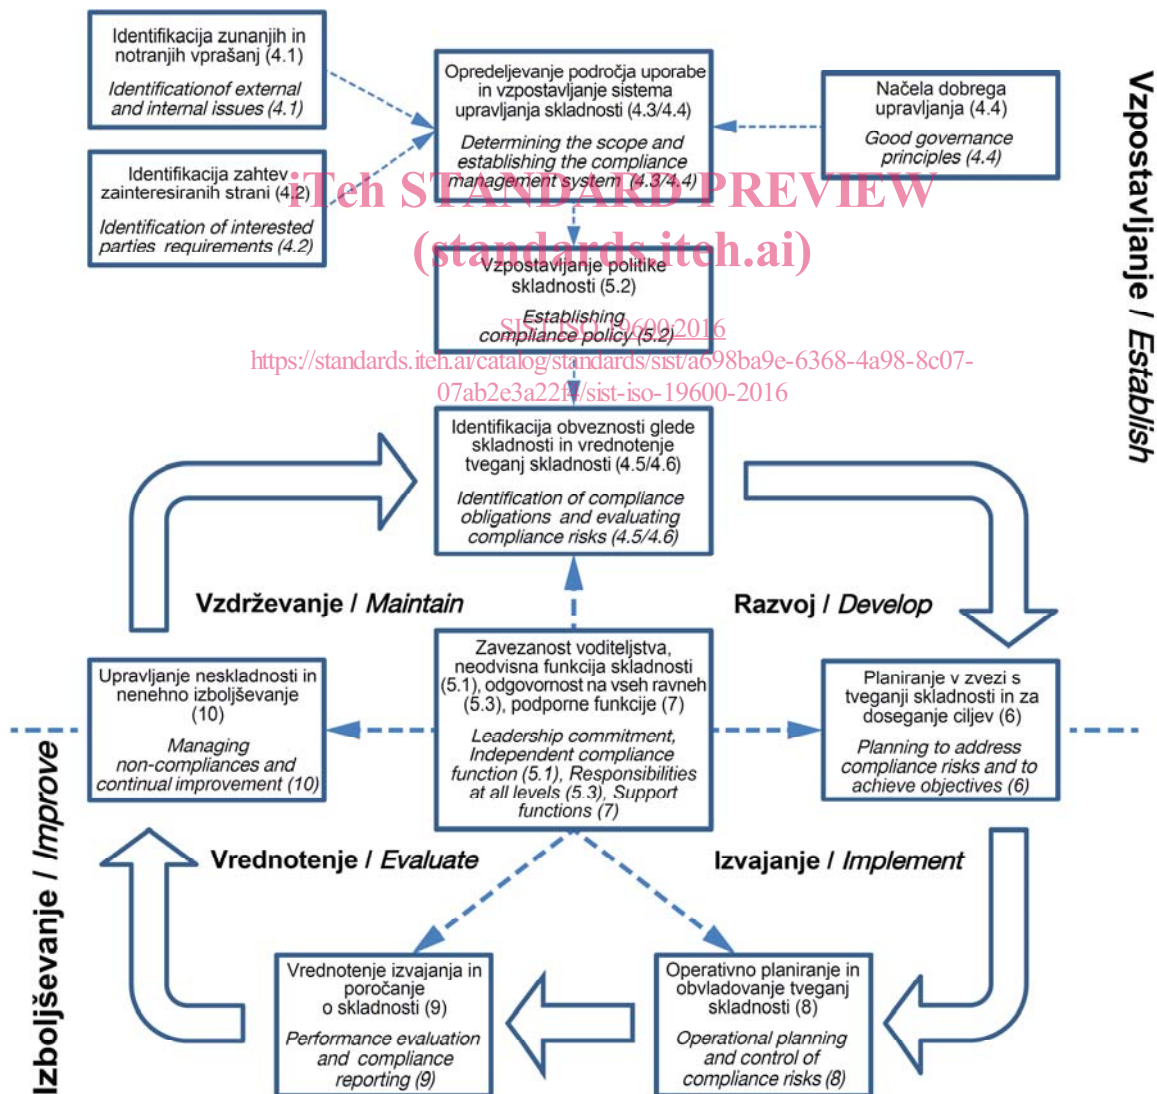 Identifikacija zunanjih in
notranjih vprašanj (4.1)
Identificationof external
and internal issues (4.1)
Identifikacija zahtev
zainteresiranih strani (4.2)
Identification of interested
parties requirements (4.2)
Opredeljevanje področja uporabe
in vzpostavljanje sistema
upravljanja skladnosti (4.3/4.4)
Determining the scope and
establishing the compliance
management system (4.3/4.4)
Načela dobrega
upravljanja (4.4)
Good governance
principles (4.4)
Vzpostavljanje / Establish
iTeh STANDARD PREVIEW
(standards.iteh.ai)
Vzpostavljanje politike
skladnosti (5.2)
Establishing
compliance policy (5.2)
SIST ISO 19600:2016
https://standards.iteh.ai/catalog/standards/sist/a698ba9e-6368-4a98-8c07-
07ab2e3a22f4/sist-iso-19600-2016
Identifikacija obveznosti glede
skladnosti in vrednotenje
tveganj skladnosti (4.5/4.6)
Identification of compliance
obligations and evaluating
compliance risks (4.5/4.6)
Vzdrževanje / Maintain
Razvoj / Develop
Upravljanje neskladnosti in
nenehno izboljševanje
(10)
Managing
non-compliances and
continual improvement (10)
Zavezanost voditeljstva,
neodvisna funkcija skladnosti
(5.1), odgovornost na vseh ravneh
(5.3), podporne funkcije (7)
Leadership commitment,
Independent compliance
function (5.1), Responsibilities
at all levels (5.3), Support
functions (7)
Planiranje v zvezi s
tveganji skladnosti in za
doseganje ciljev (6)
Planning to address
compliance risks and to
achieve objectives (6)
Izboljševanje / Improve
Vrednotenje / Evaluate
Izvajanje / Implement
Vrednotenje izvajanja in
poročanje
o skladnosti (9)
Performance evaluation
and compliance
reporting (9)
Operativno planiranje in
obvladovanje tveganj
skladnosti (8)
Operational planning
and control of
compliance risks (8)